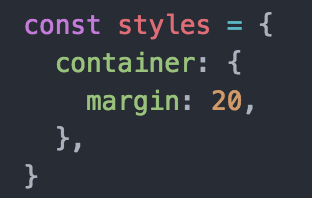 const styles = {
  container: {
    margin: 20,
  },
}